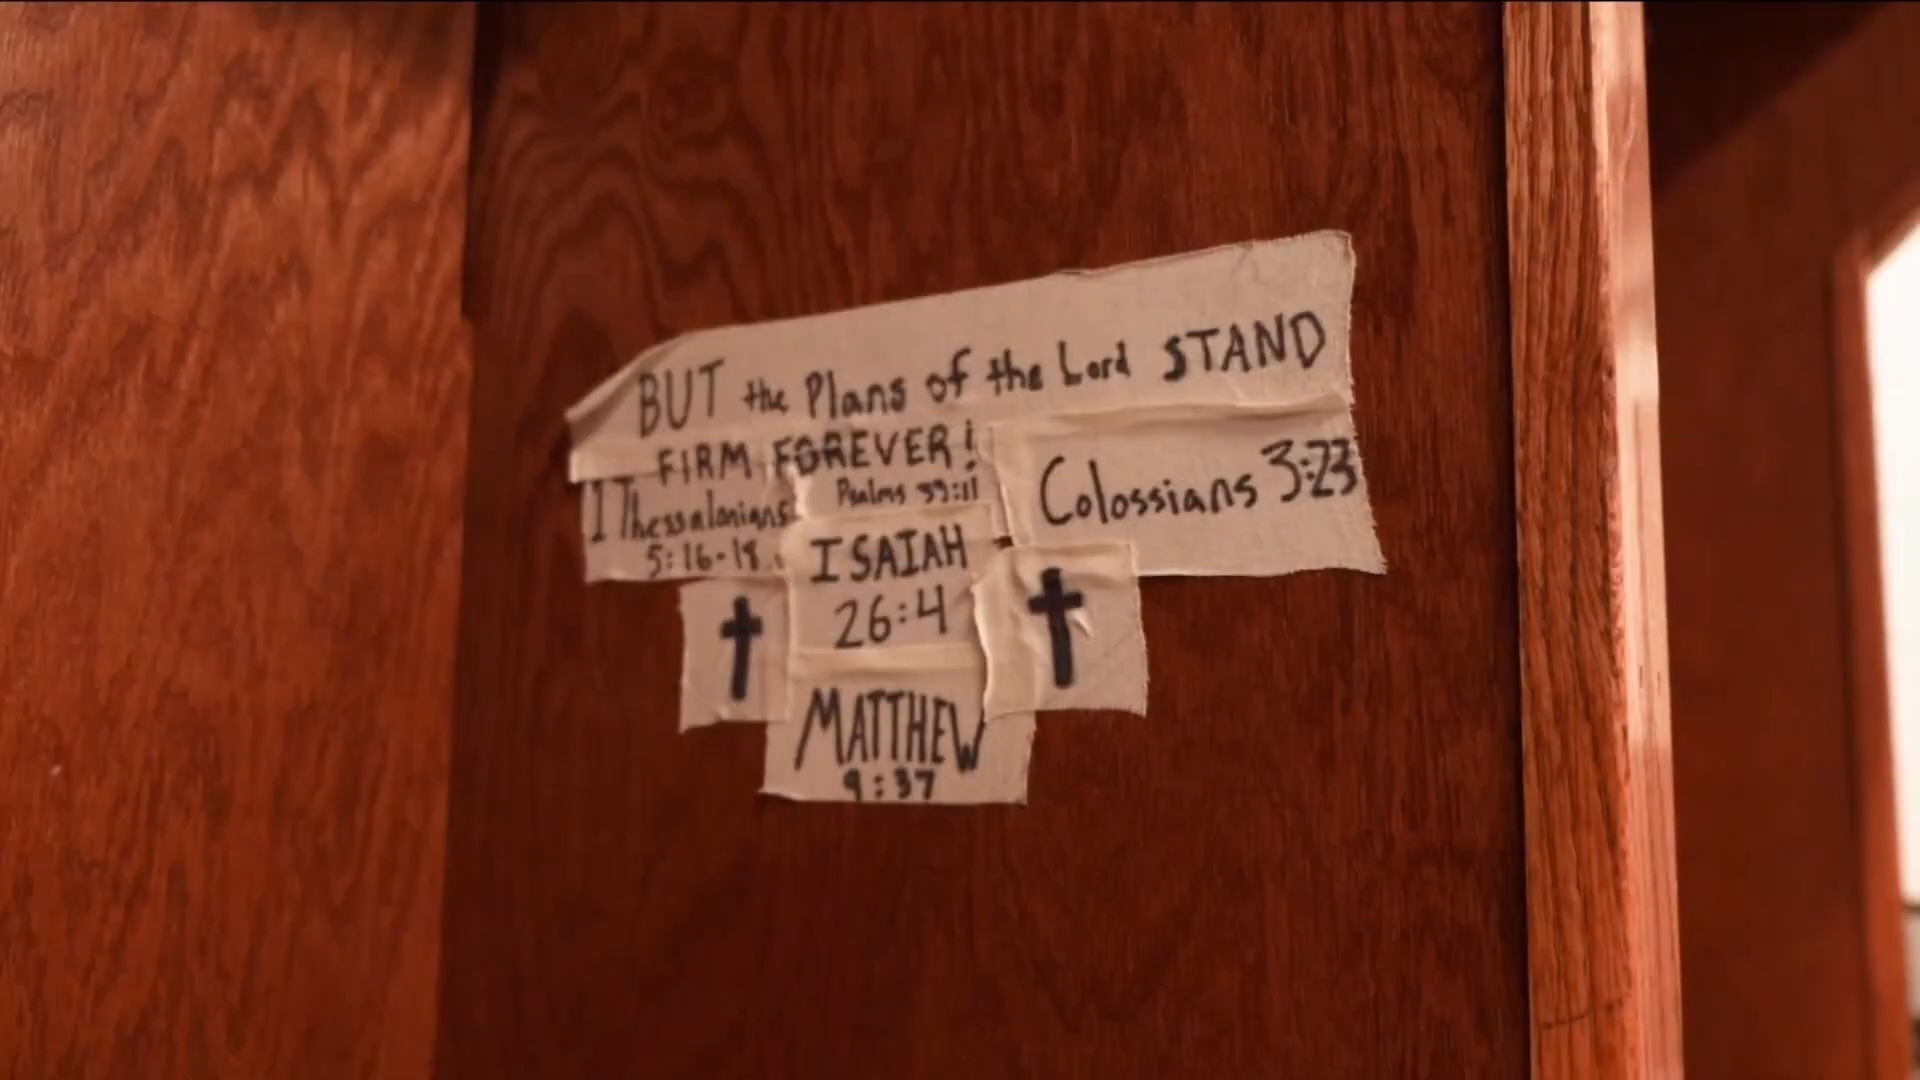 BUT the Plans of the Lord STAND
FIRM FOREVER!
Psalms 33:11
1 Thessalonians
5:16-18
Colossians 3:23
ISAIAH
26:4
MATTHEW
9:37